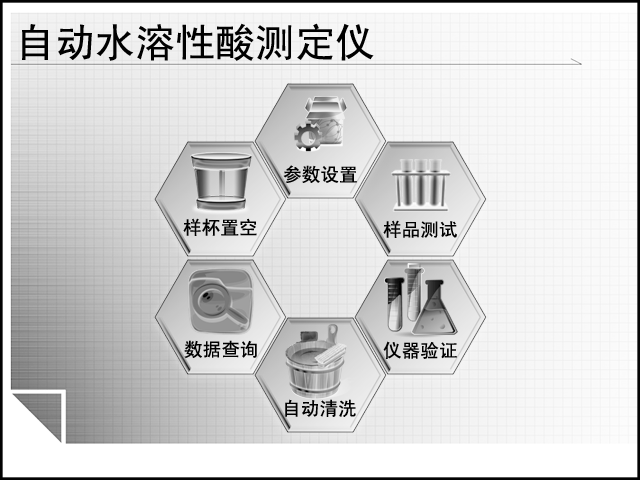 自动水溶性酸测定仪
参数设置
样杯置空
样品测试
数据查询
仪器验证
自动清洗